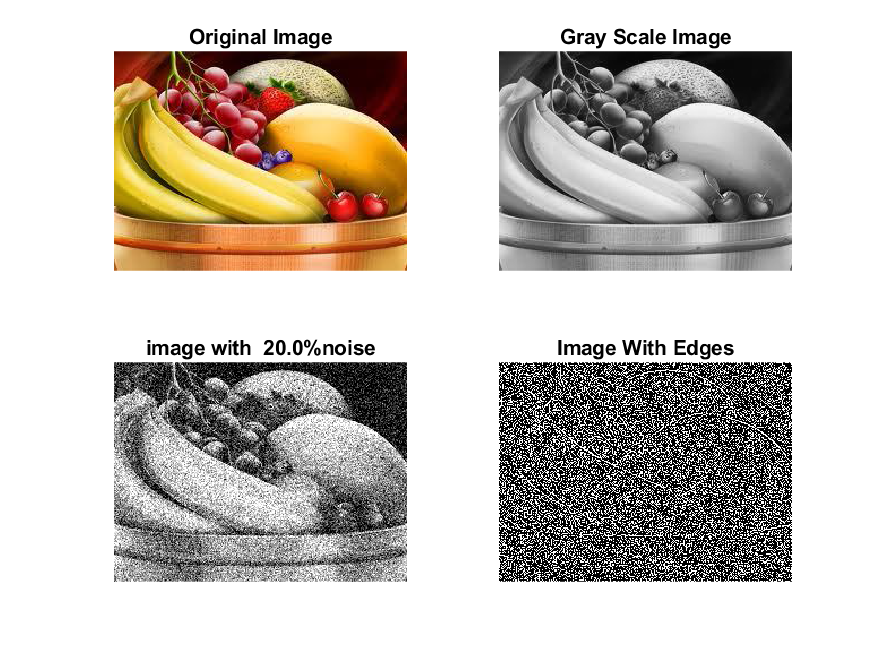 Original Image
Gray Scale Image
image with  20.0%noise
Image With Edges